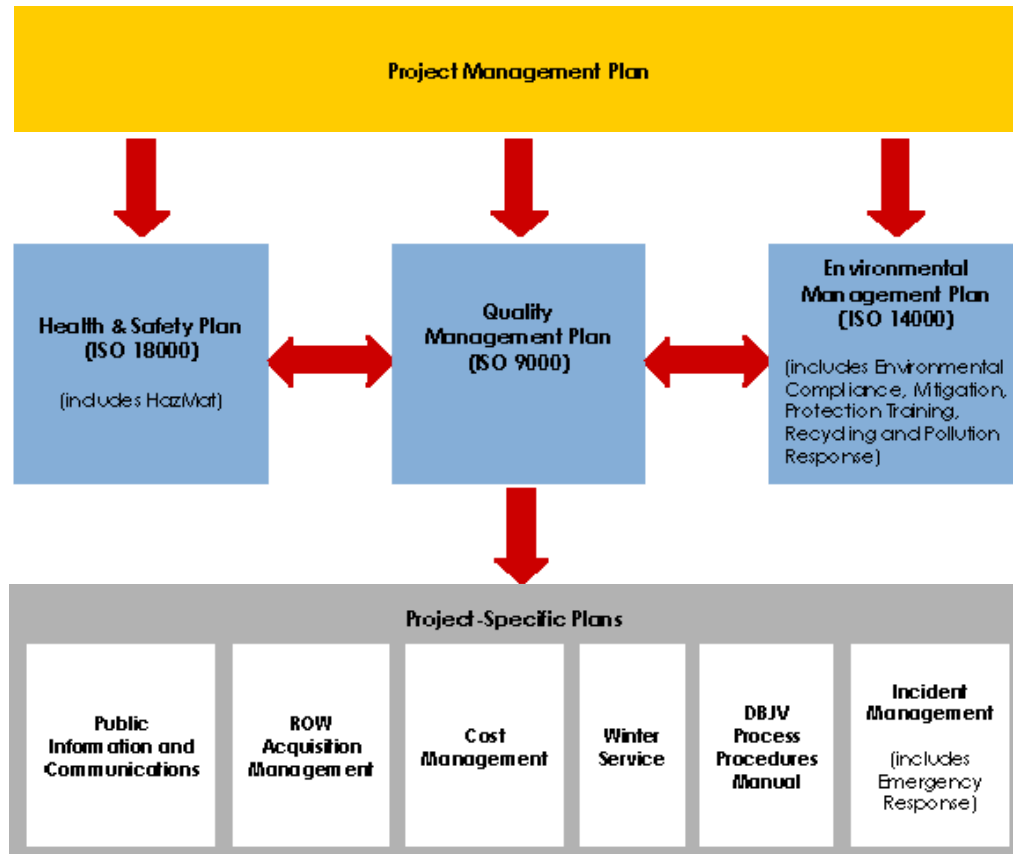 Project Management Plan
Health & Safety Plan
(ISO 18000)
(includes HazMat)
Quality
Management Plan
(ISO 9000)
Environmental
Management Plan
(ISO 14000)
(includes Environmental
Compliance, Mitigation,
Protection Training,
Recycling and Pollution
Response)
Project-Specific Plans
Public
Information and
Communications
ROW
Acquisition
Management
Cost
Management
Winter
Service
DBJV
Process
Procedures
Manual
Incident
Management
(includes
Emergency
Response)